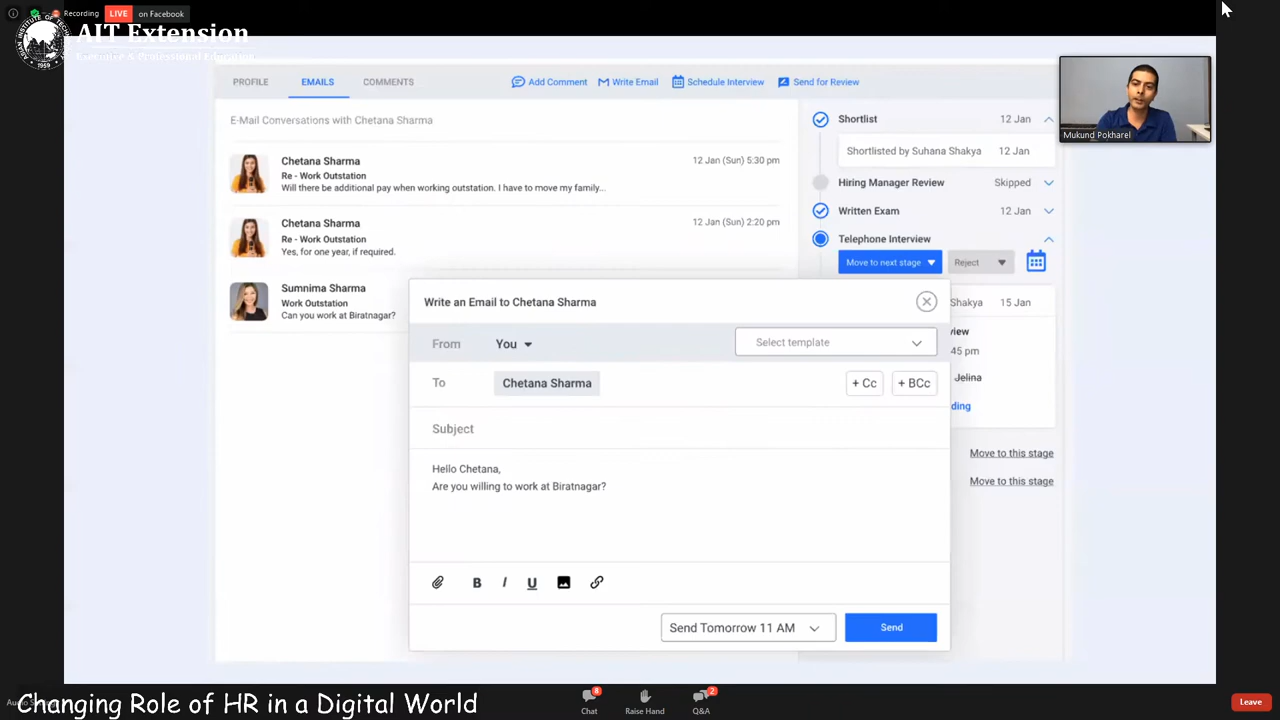 Recording LIVE on Facebook
AIT Extension
Executive & Professional Education
1959
PROFILE EMAILS COMMENTS Add Comment Write Email Schedule Interview Send for Review
E-Mail Conversations with Chetana Sharma
Chetana Sharma 12 Jan (Sun) 5:30 pm
Re - Work Outstation
Will there be additional pay when working outstation. I have to move my family...
Chetana Sharma 12 Jan (Sun) 2:20 pm
Re - Work Outstation
Yes, for one year, if required.
Sumnima Sharma
Work Outstation
Can you work at Biratnagar?
Shortlist 12 Jan
Shortlisted by Suhana Shakya 12 Jan
Hiring Manager Review Skipped
Written Exam 12 Jan
Telephone Interview
Move to next stage Reject
Shakya 15 Jan
view
45 pm
Jelina
ding
Move to this stage
Move to this stage
Write an Email to Chetana Sharma
From You Select template
To Chetana Sharma + Cc + BCc
Subject
Hello Chetana,
Are you willing to work at Biratnagar?
B I U
Send Tomorrow 11 AM Send
Mukund Pokharel
Changing Role of HR in a Digital World
8 2
Chat Raise Hand Q&A Leave